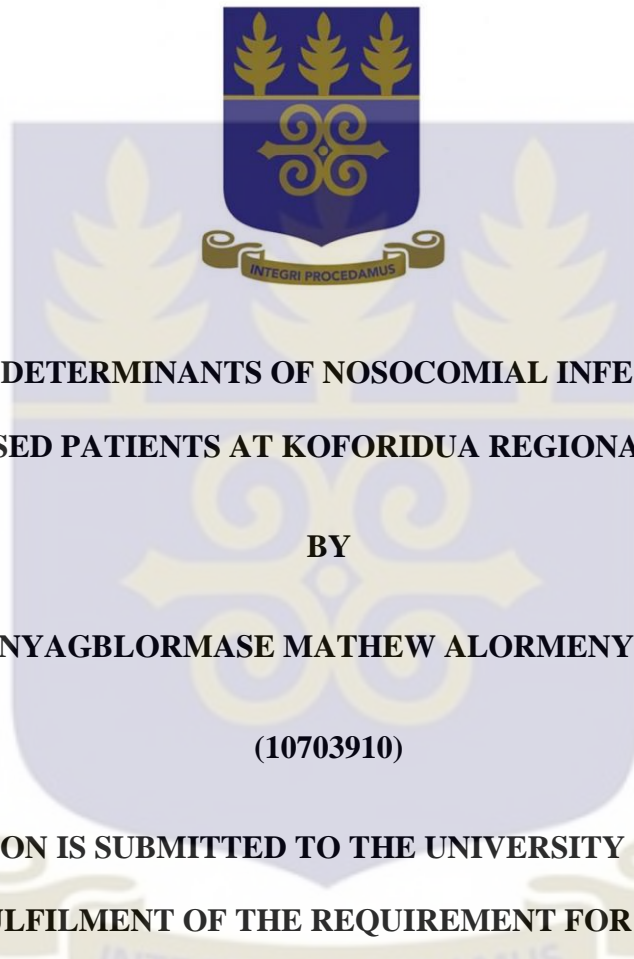 INTEGRI PROCEDAMUS
DETERMINANTS OF NOSOCOMIAL INFE
SED PATIENTS AT KOFORIDUA REGIONA
BY
NYAGBLORMASE MATHEW ALORMENY
(10703910)
ON IS SUBMITTED TO THE UNIVERSITY
ULFILMENT OF THE REQUIREMENT FOR